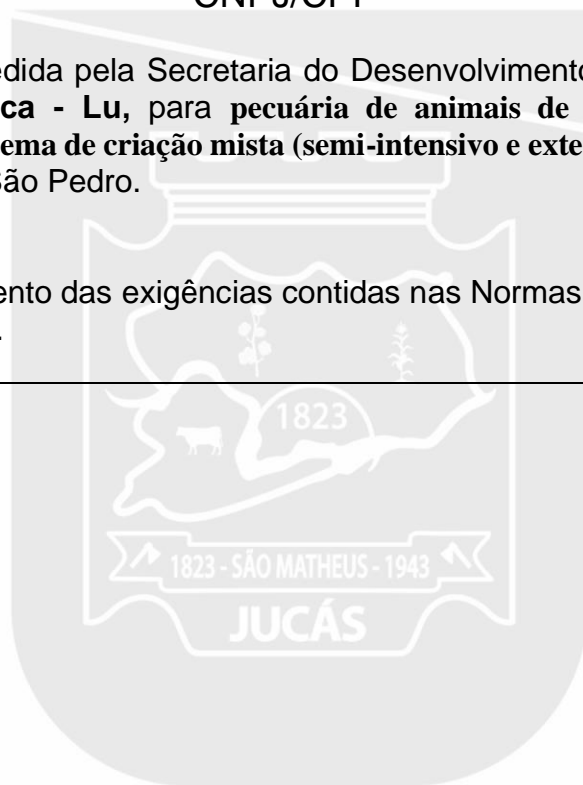 CNPJ/CPF
edida pela Secretaria do Desenvolvimento
ca - Lu, para pecuária de animais de
ema de criação mista (semi-intensivo e exte
São Pedro.
ento das exigências contidas nas Normas
.
1823
1823 - SÃO MATHEUS - 1943
JUCÁS